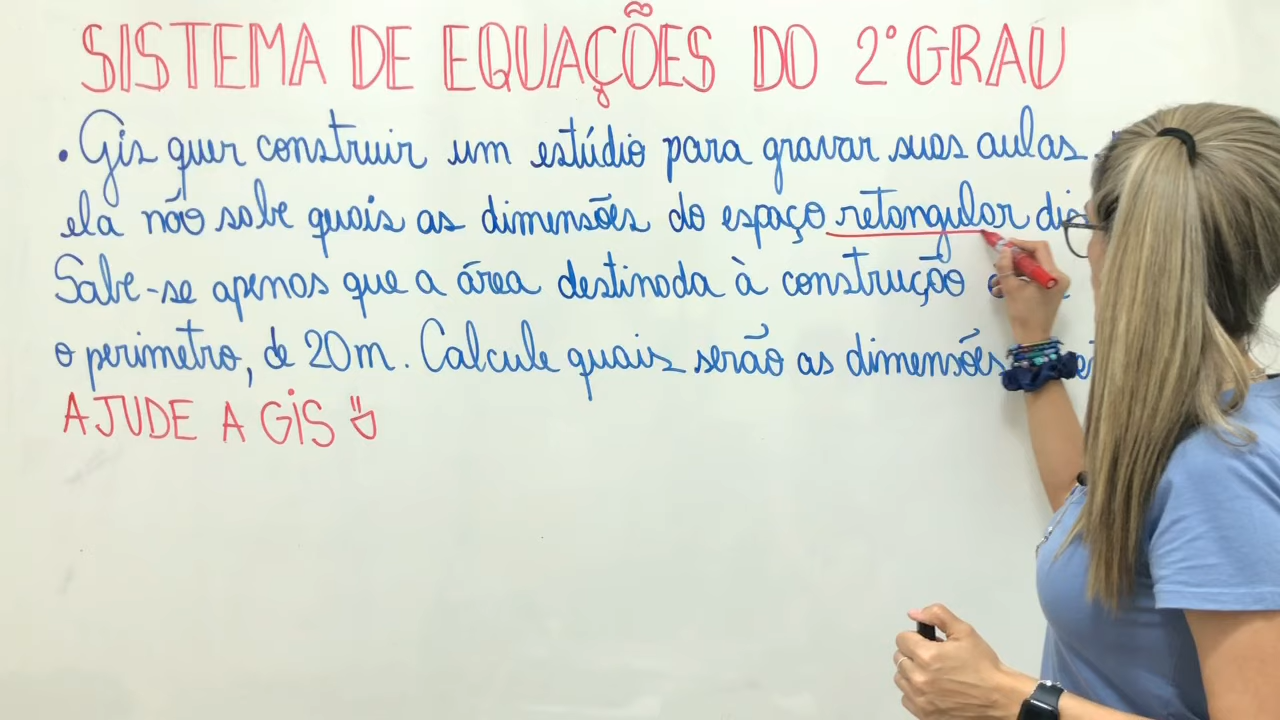 SISTEMA DE EQUAÇÕES DO 2° GRAU
• Gis quer construir um estúdio para gravar suas aulas
ela não sabe quais as dimensões do espaço retangular
Sabe-se apenas que a área destinada à construção
o perimetro, de 20m. Calcule quais serão as dimensões
AJUDE A GIS